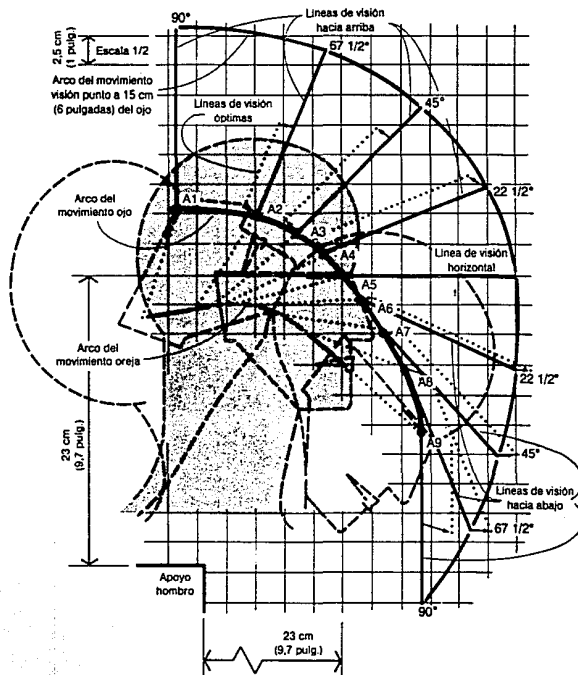 90°
Líneas de visión
hacia arriba
2,5 cm
(1 pulg.)
Escala 1/2
67 1/2°
Arco del movimiento
visión punto a 15 cm
(6 pulgadas) del ojo
Líneas de visión
óptimas
45°
22 1/2°
Arco del
movimiento ojo
A1
A2
A3
A4
Línea de visión
horizontal
A5
A6
A7
Arco del
movimiento oreja
A8
22 1/2°
A9
45°
23 cm
(9,7 pulg.)
Líneas de visión
hacia abajo
67 1/2°
Apoyo
hombro
90°
23 cm
(9,7 pulg.)